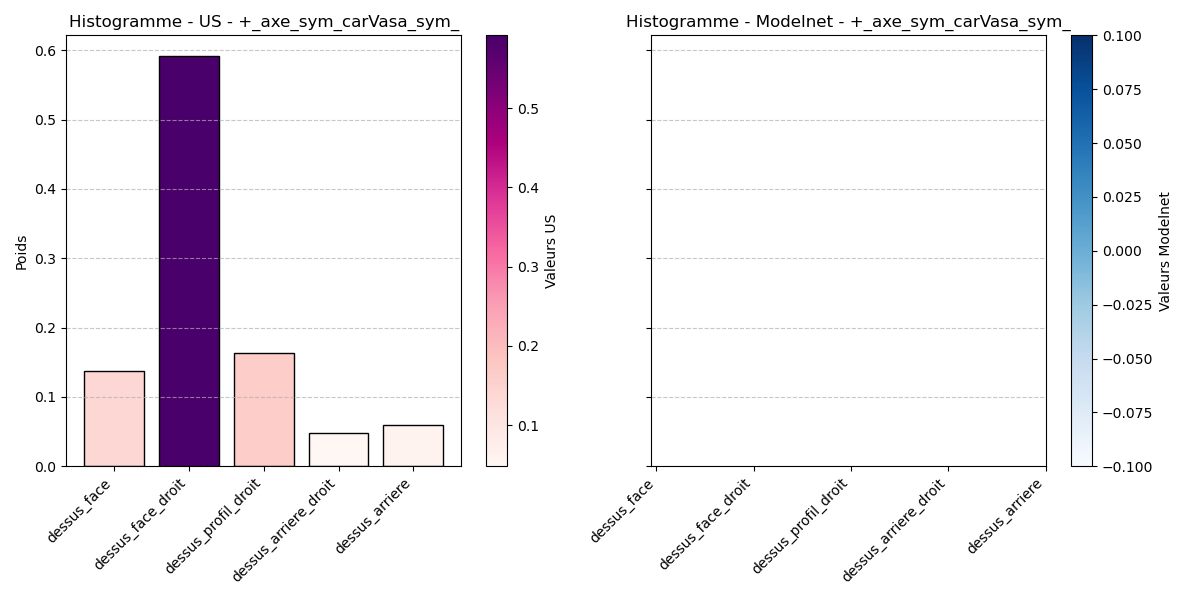 Histogramme - US - +_axe_sym_carVasa_sym_
Poids
0.6
0.5
0.4
0.3
0.2
0.1
0.0
dessus_face
dessus_face_droit
dessus_profil_droit
dessus_arriere_droit
dessus_arriere
0.5
0.4
0.3
0.2
0.1
Valeurs US
Histogramme - Modelnet - +_axe_sym_carVasa_sym_
dessus_face
dessus_face_droit
dessus_profil_droit
dessus_arriere_droit
dessus_arriere
0.100
0.075
0.050
0.025
0.000
−0.025
−0.050
−0.075
−0.100
Valeurs Modelnet